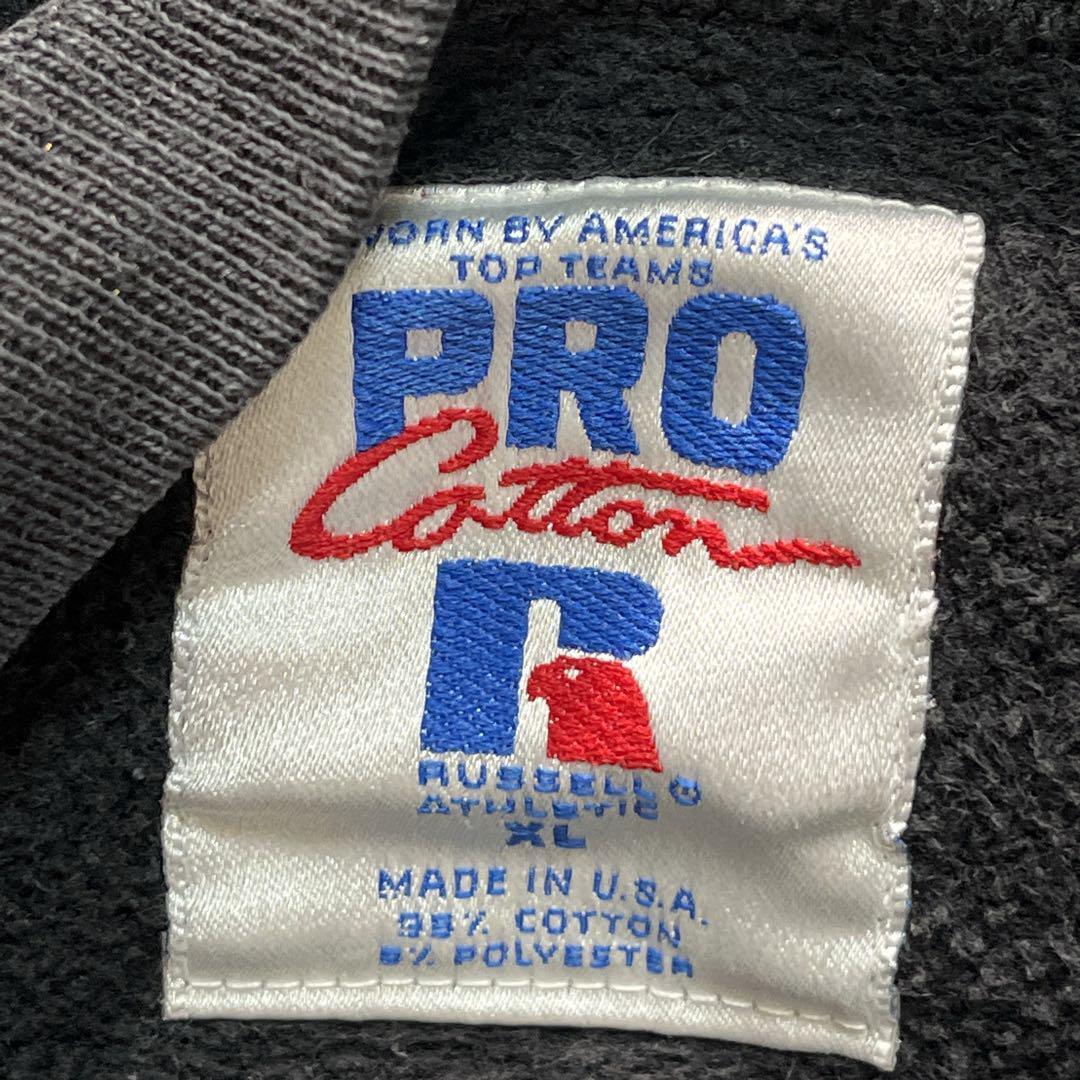 WORN BY AMERICA'S
TOP TEAMS
PRO
Cotton
R
RUSSELL®
ATHLETIC
XL
MADE IN U.S.A.
95% COTTON
5% POLYESTER